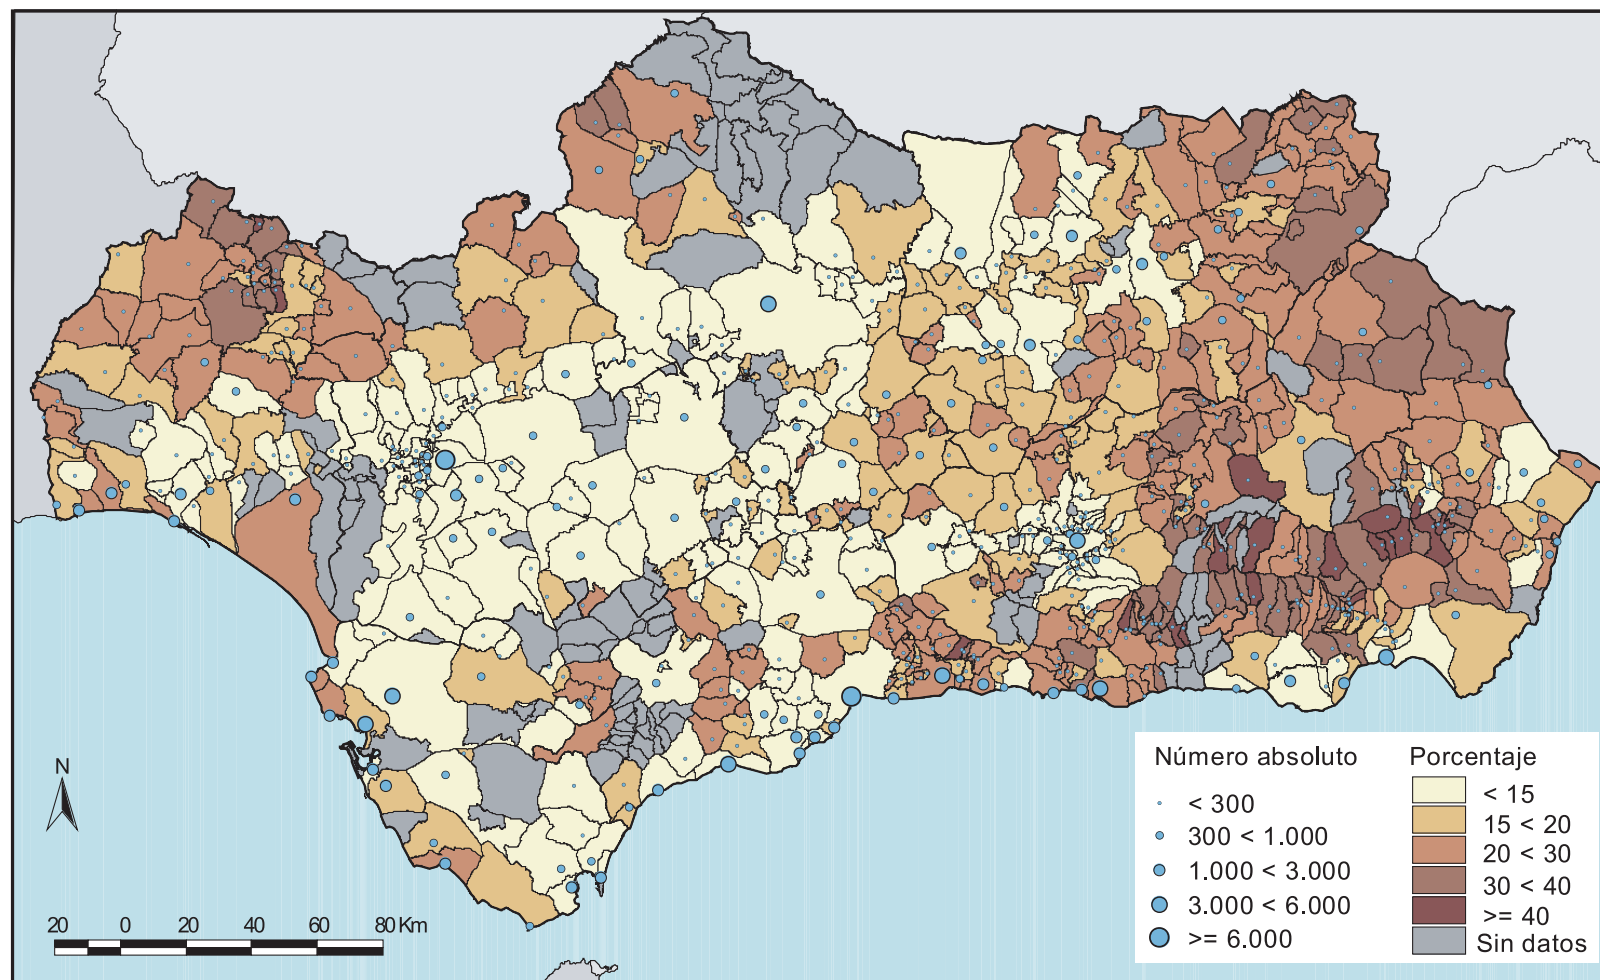 N
20 0 20 40 60 80 Km
Número absoluto
< 300
300 < 1.000
1.000 < 3.000
3.000 < 6.000
>= 6.000
Porcentaje
< 15
15 < 20
20 < 30
30 < 40
>= 40
Sin datos